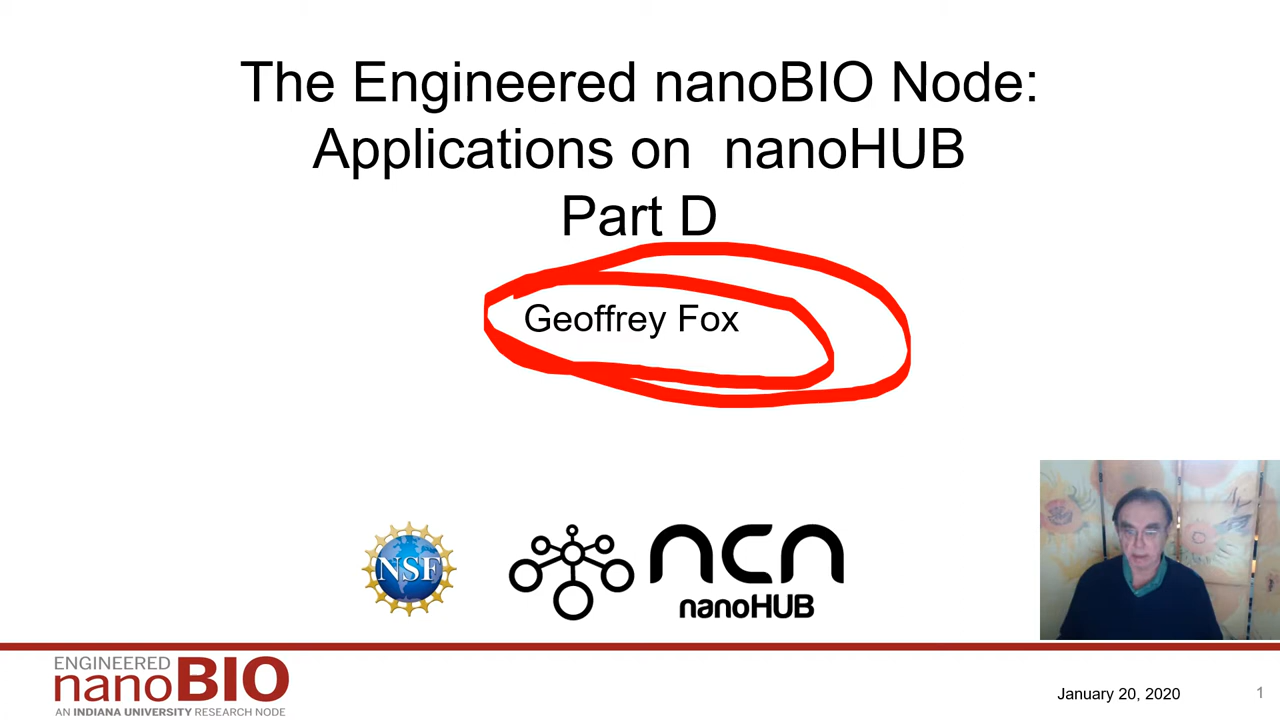 The Engineered nanoBIO Node:
Applications on nanoHUB
Part D
Geoffrey Fox
NSF
ncn
nanoHUB
ENGINEERED
nanoBIO
AN INDIANA UNIVERSITY RESEARCH NODE
January 20, 2020
1